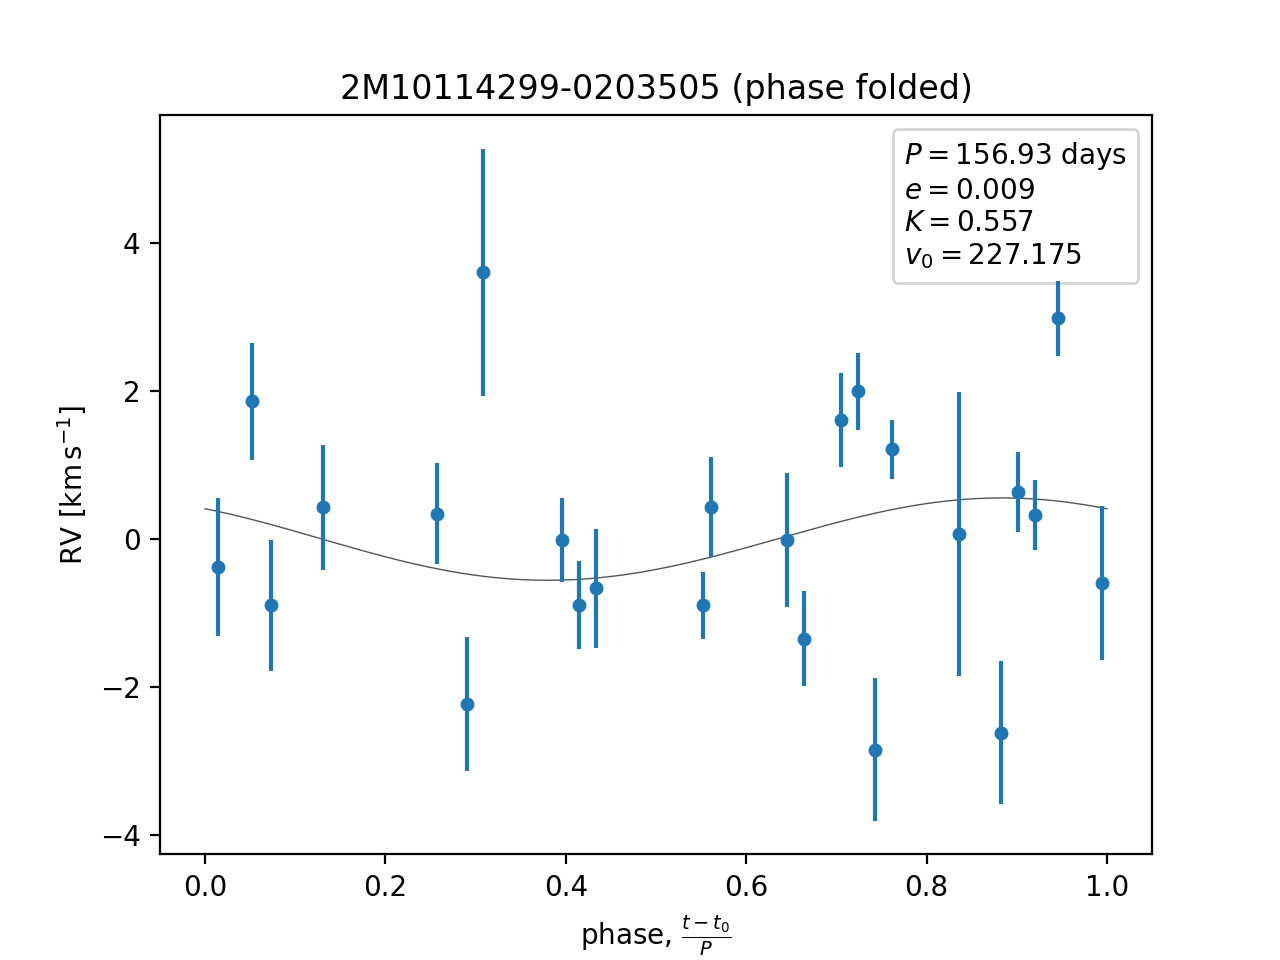 2M10114299-0203505 (phase folded)
P = 156.93 days
e = 0.009
K = 0.557
v₀ = 227.175
RV [km s⁻¹]
4
2
0
−2
−4
0.0 0.2 0.4 0.6 0.8 1.0
phase, (t − t₀)/P